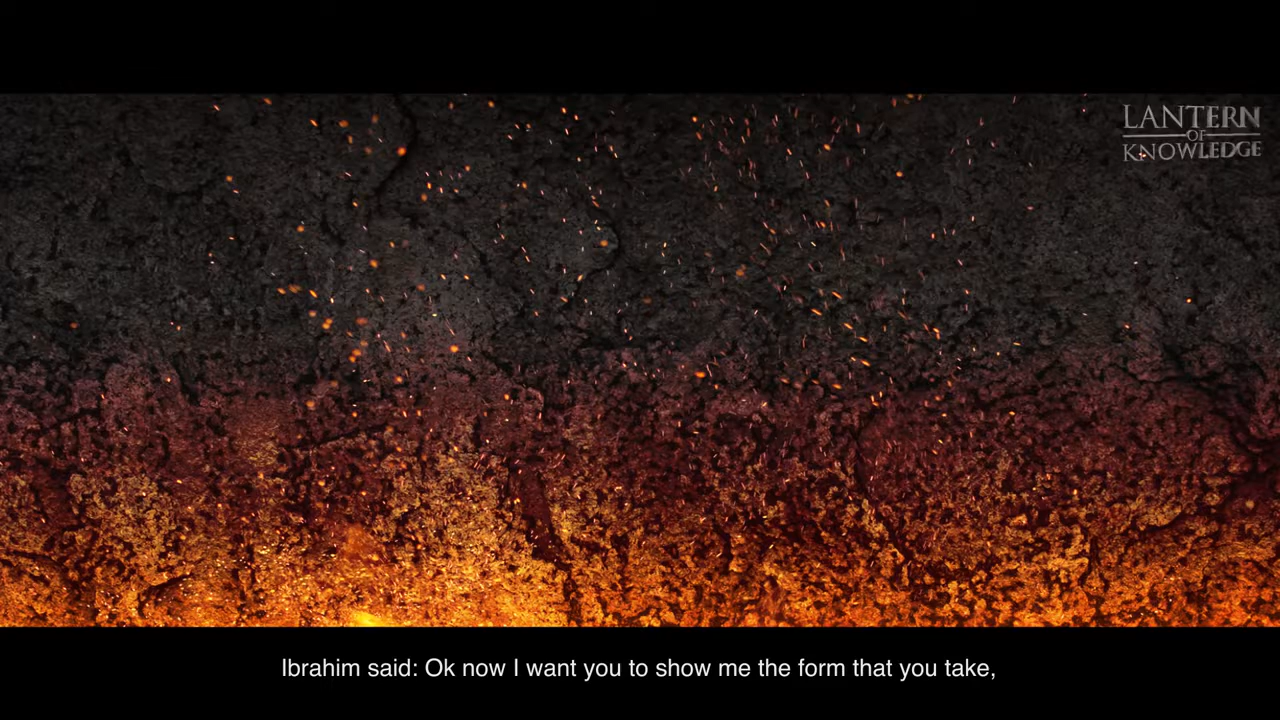 LANTERN
OF
KNOWLEDGE
Ibrahim said: Ok now I want you to show me the form that you take,